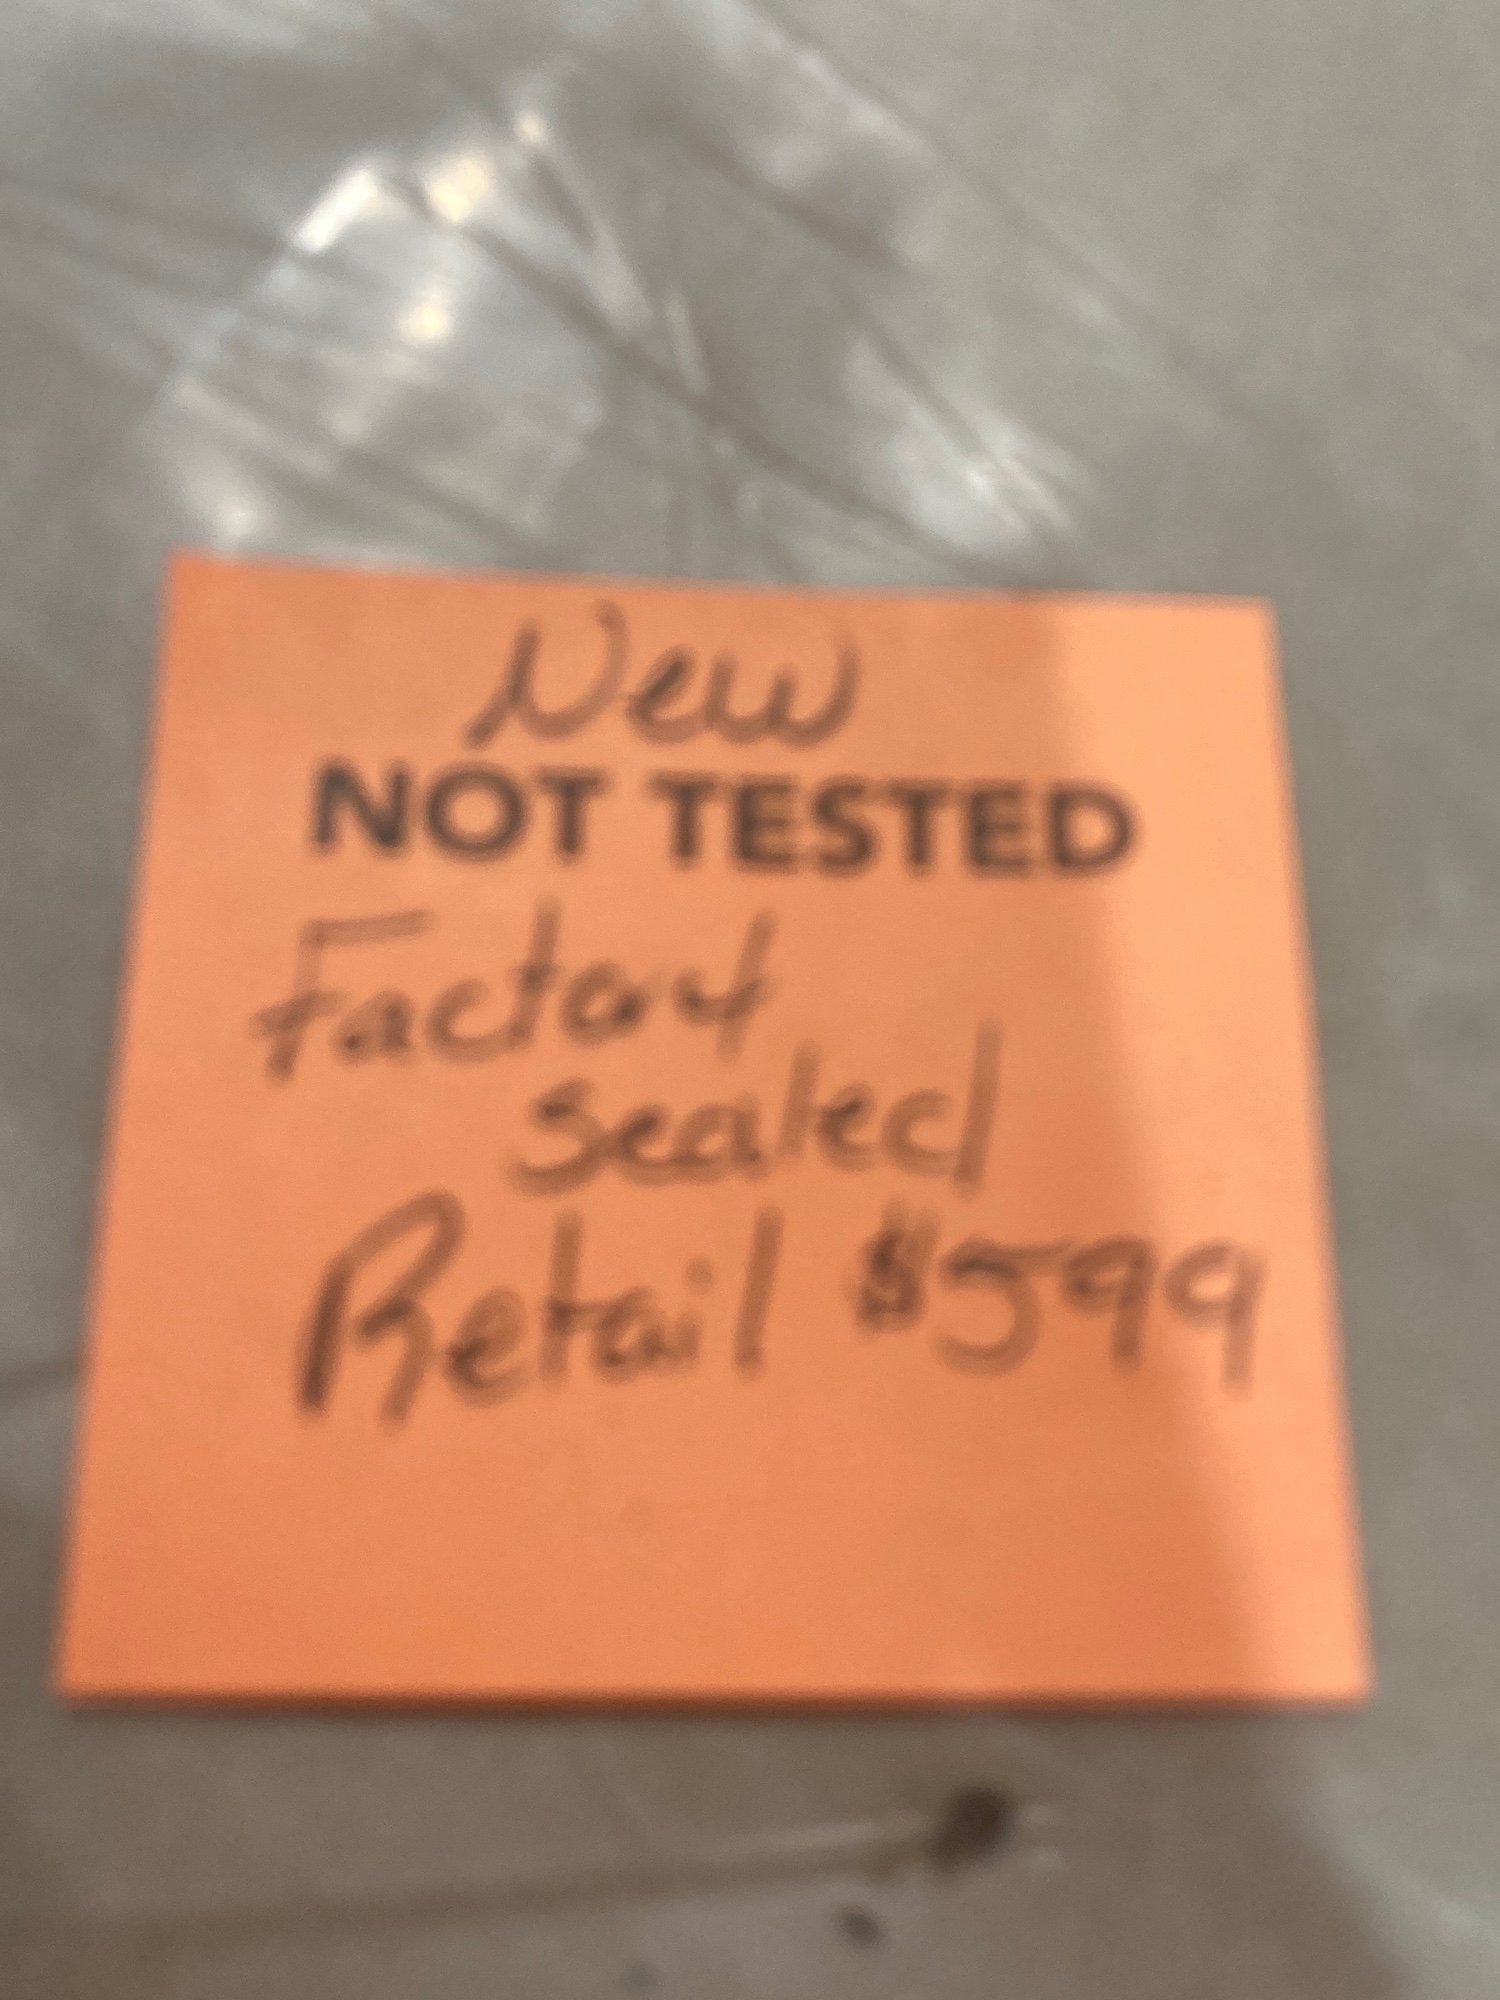 New
NOT TESTED
Factory
sealed
Retail $599